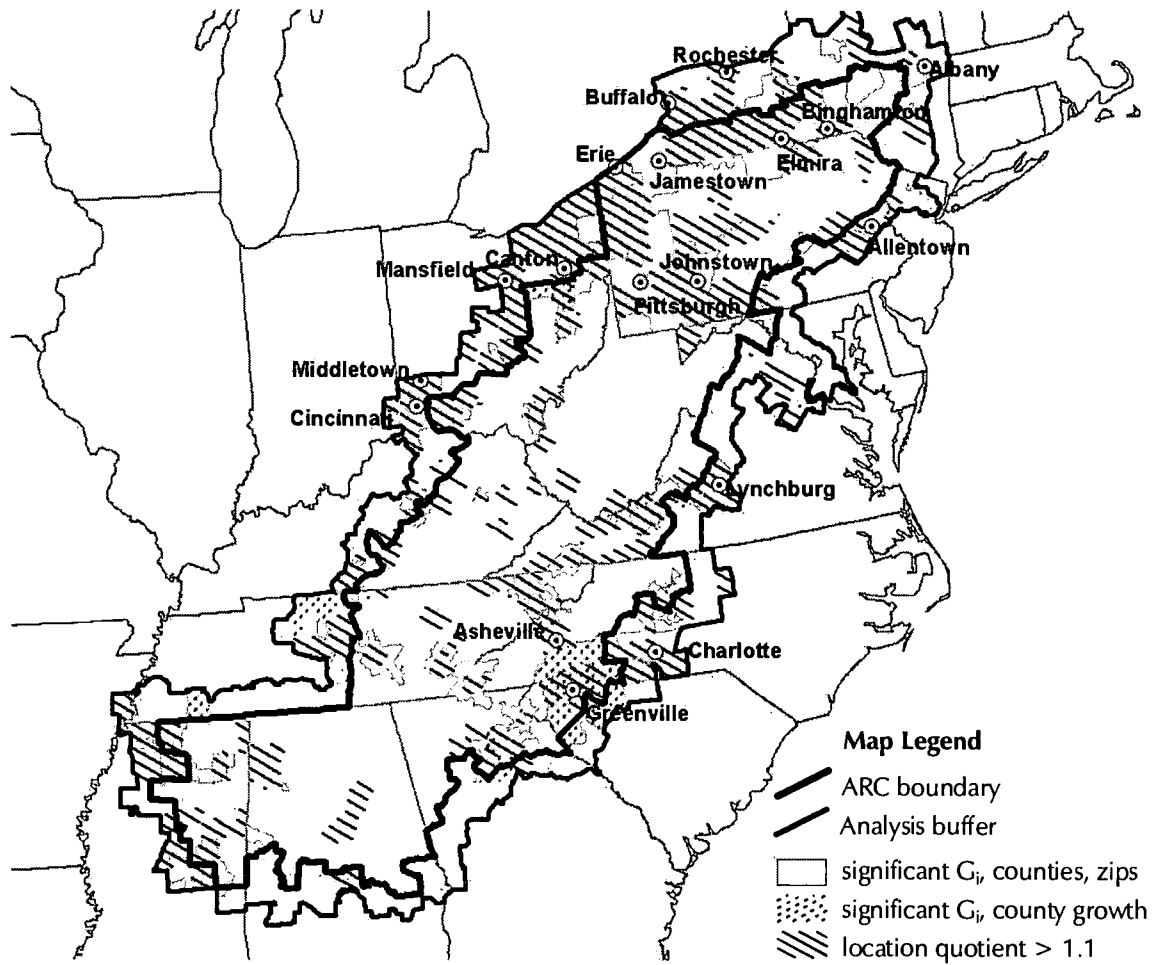 Rochester
Albany
Buffalo
Binghamton
Erie
Elmira
Jamestown
Allentown
Canton
Johnstown
Mansfield
Pittsburgh
Middletown
Cincinnati
Lynchburg
Asheville
Charlotte
Greenville
Map Legend
ARC boundary
Analysis buffer
significant Gi, counties, zips
significant Gi, county growth
location quotient > 1.1